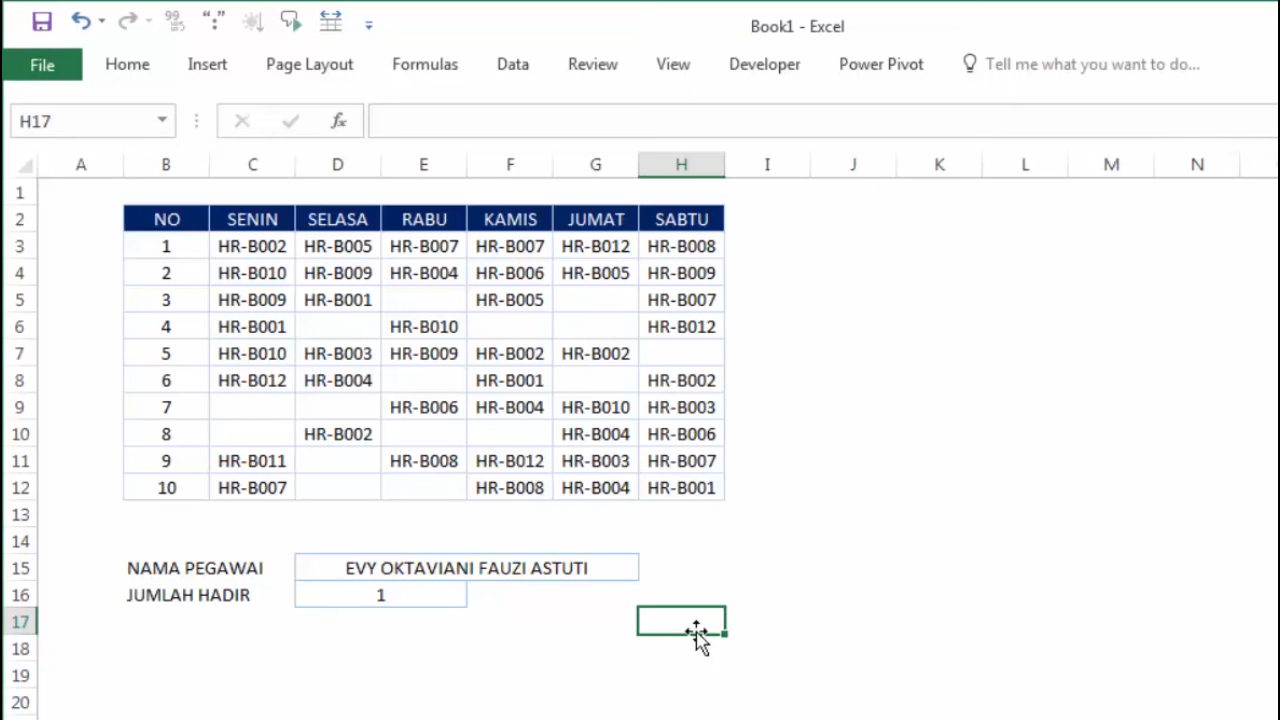 Book1 - Excel
File Home Insert Page Layout Formulas Data Review View Developer Power Pivot Tell me what you want to do...
H17 fx
A B C D E F G H I J K L M N
1
2 NO SENIN SELASA RABU KAMIS JUMAT SABTU
3 1 HR-B002 HR-B005 HR-B007 HR-B007 HR-B012 HR-B008
4 2 HR-B010 HR-B009 HR-B004 HR-B006 HR-B005 HR-B009
5 3 HR-B009 HR-B001 HR-B005 HR-B007
6 4 HR-B001 HR-B010 HR-B012
7 5 HR-B010 HR-B003 HR-B009 HR-B002 HR-B002
8 6 HR-B012 HR-B004 HR-B001 HR-B002
9 7 HR-B006 HR-B004 HR-B010 HR-B003
10 8 HR-B002 HR-B004 HR-B006
11 9 HR-B011 HR-B008 HR-B012 HR-B003 HR-B007
12 10 HR-B007 HR-B008 HR-B004 HR-B001
13
14
15 NAMA PEGAWAI EVY OKTAVIANI FAUZI ASTUTI
16 JUMLAH HADIR 1
17
18
19
20